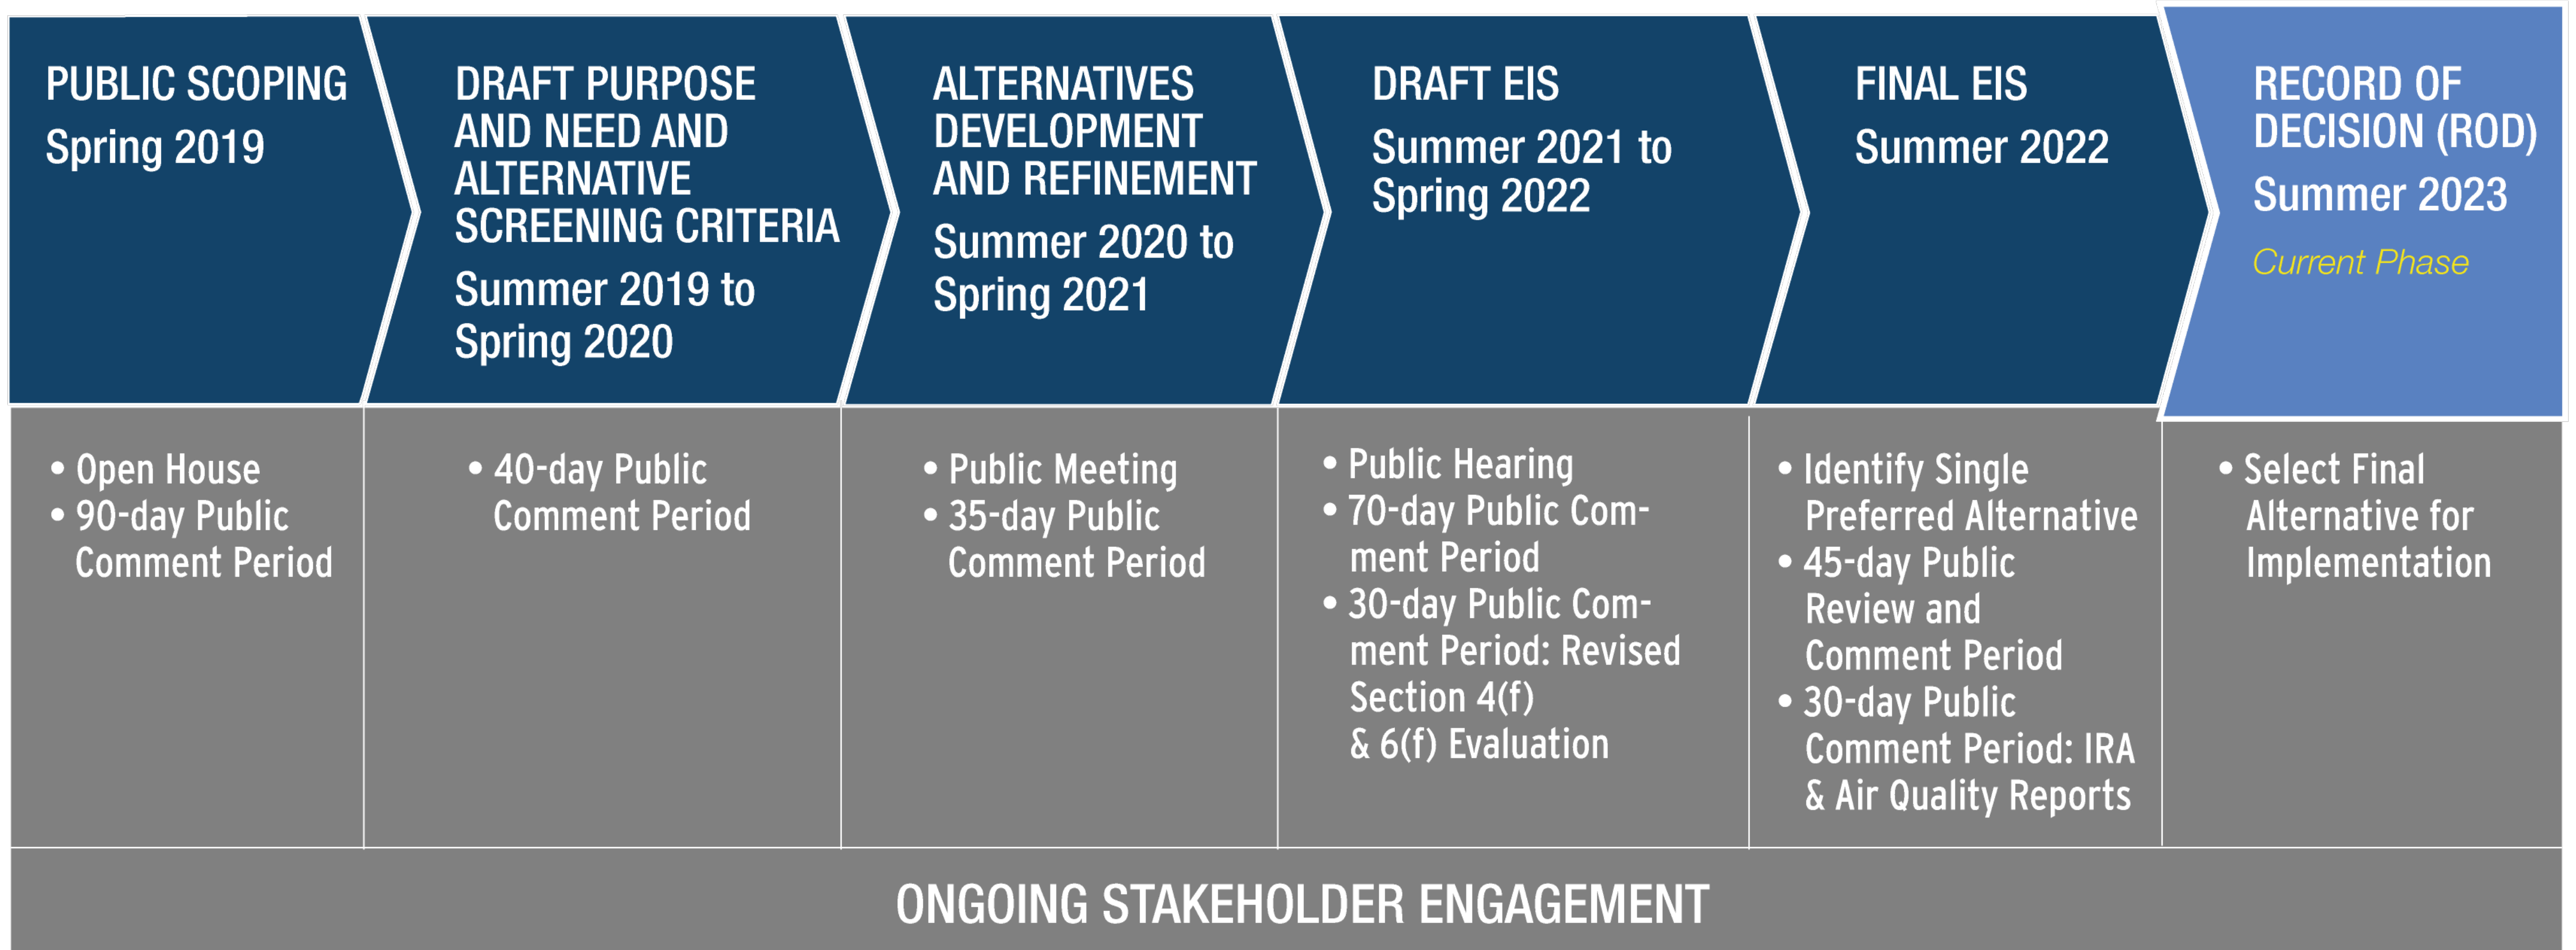 PUBLIC SCOPING
Spring 2019
DRAFT PURPOSE
AND NEED AND
ALTERNATIVE
SCREENING CRITERIA
Summer 2019 to
Spring 2020
ALTERNATIVES
DEVELOPMENT
AND REFINEMENT
Summer 2020 to
Spring 2021
DRAFT EIS
Summer 2021 to
Spring 2022
FINAL EIS
Summer 2022
RECORD OF
DECISION (ROD)
Summer 2023
Current Phase
• Open House
• 90-day Public
Comment Period
• 40-day Public
Comment Period
• Public Meeting
• 35-day Public
Comment Period
• Public Hearing
• 70-day Public Com-
ment Period
• 30-day Public Com-
ment Period: Revised
Section 4(f)
& 6(f) Evaluation
• Identify Single
Preferred Alternative
• 45-day Public
Review and
Comment Period
• 30-day Public
Comment Period: IRA
& Air Quality Reports
• Select Final
Alternative for
Implementation
ONGOING STAKEHOLDER ENGAGEMENT